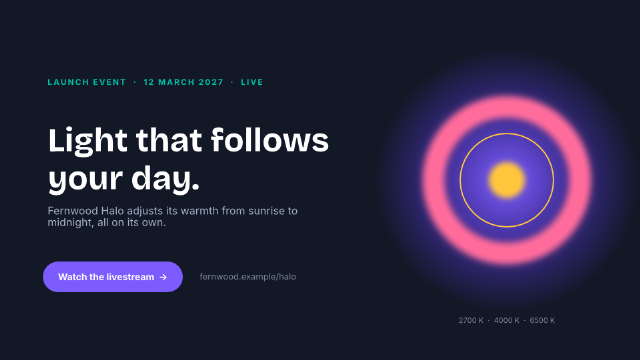 LAUNCH EVENT · 12 MARCH 2027 · LIVE
Light that follows
your day.
Fernwood Halo adjusts its warmth from sunrise to
midnight, all on its own.
Watch the livestream →
fernwood.example/halo
2700 K · 4000 K · 6500 K